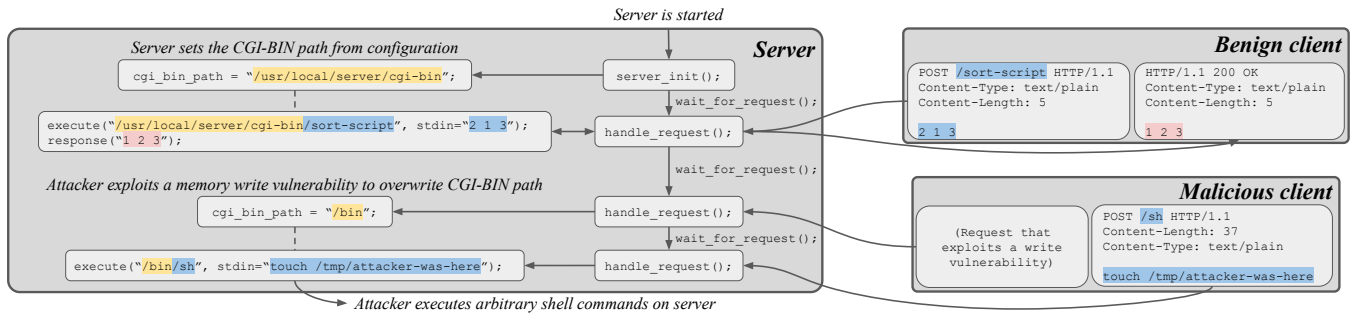 Server is started
Server
Server sets the CGI-BIN path from configuration
cgi_bin_path = “/usr/local/server/cgi-bin”;
server_init();
wait_for_request();
execute(“/usr/local/server/cgi-bin/sort-script”, stdin=“2 1 3”);
response(“1 2 3”);
handle_request();
wait_for_request();
Attacker exploits a memory write vulnerability to overwrite CGI-BIN path
cgi_bin_path = “/bin”;
handle_request();
wait_for_request();
execute(“/bin/sh”, stdin=“touch /tmp/attacker-was-here”);
handle_request();
Attacker executes arbitrary shell commands on server
Benign client
POST /sort-script HTTP/1.1
Content-Type: text/plain
Content-Length: 5
2 1 3
HTTP/1.1 200 OK
Content-Type: text/plain
Content-Length: 5
1 2 3
Malicious client
(Request that
exploits a write
vulnerability)
POST /sh HTTP/1.1
Content-Length: 37
Content-Type: text/plain
touch /tmp/attacker-was-here